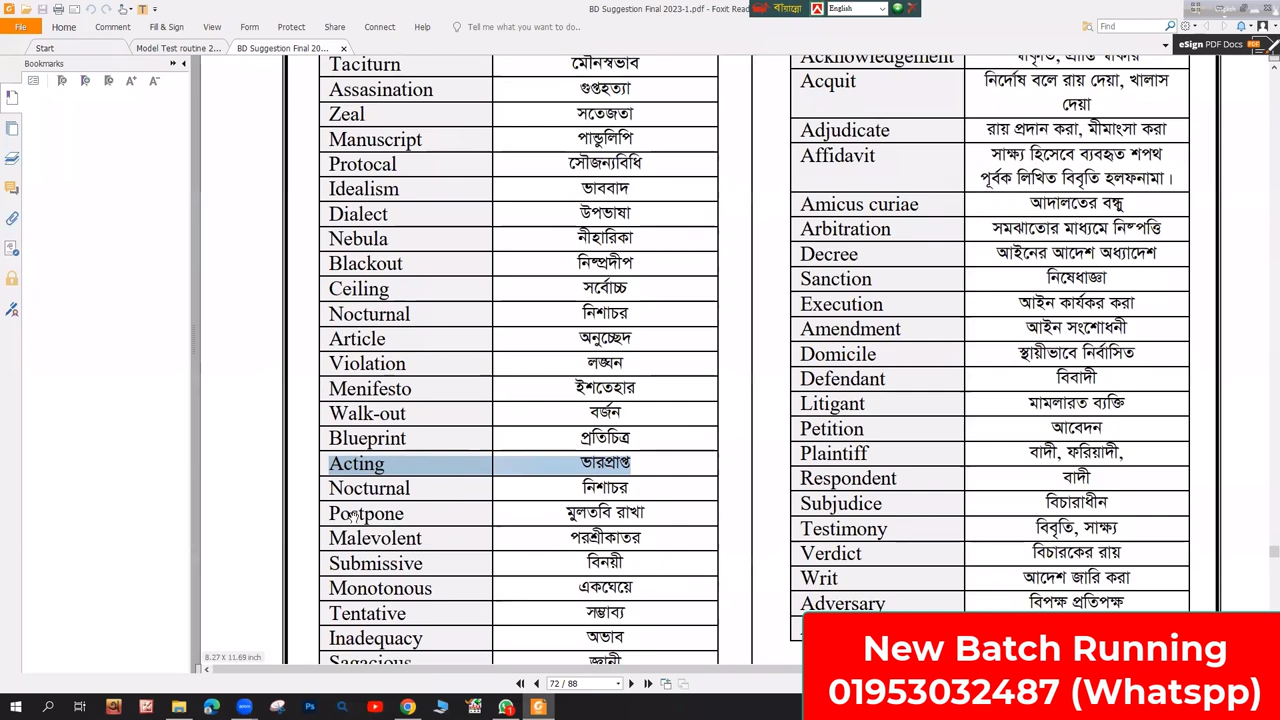 BD Suggestion Final 2023-1.pdf - Foxit Read
বায়ান্নো
English
File
Home
Comment
Fill & Sign
View
Form
Protect
Share
Connect
Help
Tell me what you want to do...
Find
Start
Model Test routine 2...
BD Suggestion Final 20...
eSign PDF Docs
Bookmarks
Taciturn মৌনস্বভাব
Assasination গুপ্তহত্যা
Zeal সতেজতা
Manuscript পান্ডুলিপি
Protocal সৌজন্যবিধি
Idealism ভাববাদ
Dialect উপভাষা
Nebula নীহারিকা
Blackout নিষ্প্রদীপ
Ceiling সর্বোচ্চ
Nocturnal নিশাচর
Article অনুচ্ছেদ
Violation লঙ্ঘন
Menifesto ইশতেহার
Walk-out বর্জন
Blueprint প্রতিচিত্র
Acting ভারপ্রাপ্ত
Nocturnal নিশাচর
Postpone মুলতবি রাখা
Malevolent পরশ্রীকাতর
Submissive বিনয়ী
Monotonous একঘেয়ে
Tentative সম্ভাব্য
Inadequacy অভাব
Sagacious জ্ঞানী
Acknowledgement স্বীকৃতি, প্রাপ্তি স্বীকার
Acquit নির্দোষ বলে রায় দেয়া, খালাস
দেয়া
Adjudicate রায় প্রদান করা, মীমাংসা করা
Affidavit সাক্ষ্য হিসেবে ব্যবহৃত শপথ
পূর্বক লিখিত বিবৃতি হলফনামা।
Amicus curiae আদালতের বন্ধু
Arbitration সমঝাতোর মাধ্যমে নিষ্পত্তি
Decree আইনের আদেশ অধ্যাদেশ
Sanction নিষেধাজ্ঞা
Execution আইন কার্যকর করা
Amendment আইন সংশোধনী
Domicile স্থায়ীভাবে নির্বাসিত
Defendant বিবাদী
Litigant মামলারত ব্যক্তি
Petition আবেদন
Plaintiff বাদী, ফরিয়াদী,
Respondent বাদী
Subjudice বিচারাধীন
Testimony বিবৃতি, সাক্ষ্য
Verdict বিচারকের রায়
Writ আদেশ জারি করা
Adversary বিপক্ষ প্রতিপক্ষ
8.27 X 11.69 inch
72 / 88
New Batch Running
01953032487 (Whatspp)